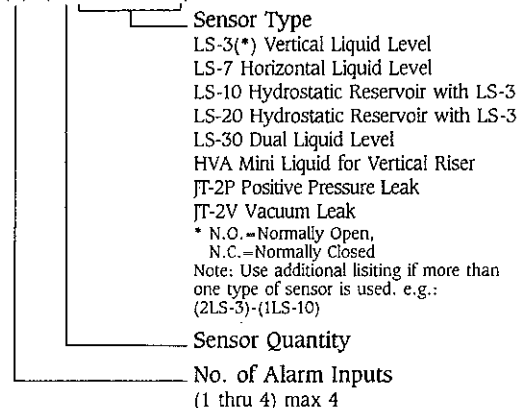 Sensor Type
LS-3(*) Vertical Liquid Level
LS-7 Horizontal Liquid Level
LS-10 Hydrostatic Reservoir with LS-3
LS-20 Hydrostatic Reservoir with LS-3
LS-30 Dual Liquid Level
HVA Mini Liquid for Vertical Riser
JT-2P Positive Pressure Leak
JT-2V Vacuum Leak
* N.O.=Normally Open,
N.C.=Normally Closed
Note: Use additional lisiting if more than
one type of sensor is used. e.g.:
(2LS-3)-(1LS-10)
Sensor Quantity
No. of Alarm Inputs
(1 thru 4) max 4